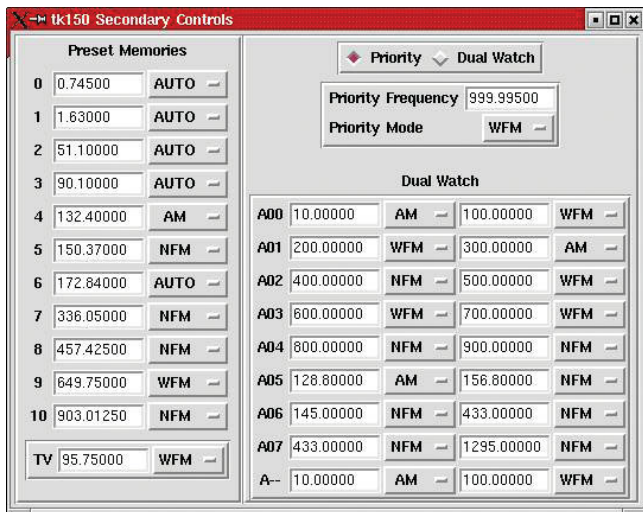 tk150 Secondary Controls
Preset Memories
0 0.74500 AUTO
1 1.63000 AUTO
2 51.10000 AUTO
3 90.10000 AUTO
4 132.40000 AM
5 150.37000 NFM
6 172.84000 AUTO
7 336.05000 NFM
8 457.42500 NFM
9 649.75000 WFM
10 903.01250 NFM
TV 95.75000 WFM
Priority Dual Watch
Priority Frequency 999.99500
Priority Mode WFM
Dual Watch
A00 10.00000 AM 100.00000 WFM
A01 200.00000 WFM 300.00000 AM
A02 400.00000 NFM 500.00000 WFM
A03 600.00000 WFM 700.00000 WFM
A04 800.00000 NFM 900.00000 NFM
A05 128.80000 AM 156.80000 NFM
A06 145.00000 NFM 433.00000 NFM
A07 433.00000 NFM 1295.00000 NFM
A-- 10.00000 AM 100.00000 WFM